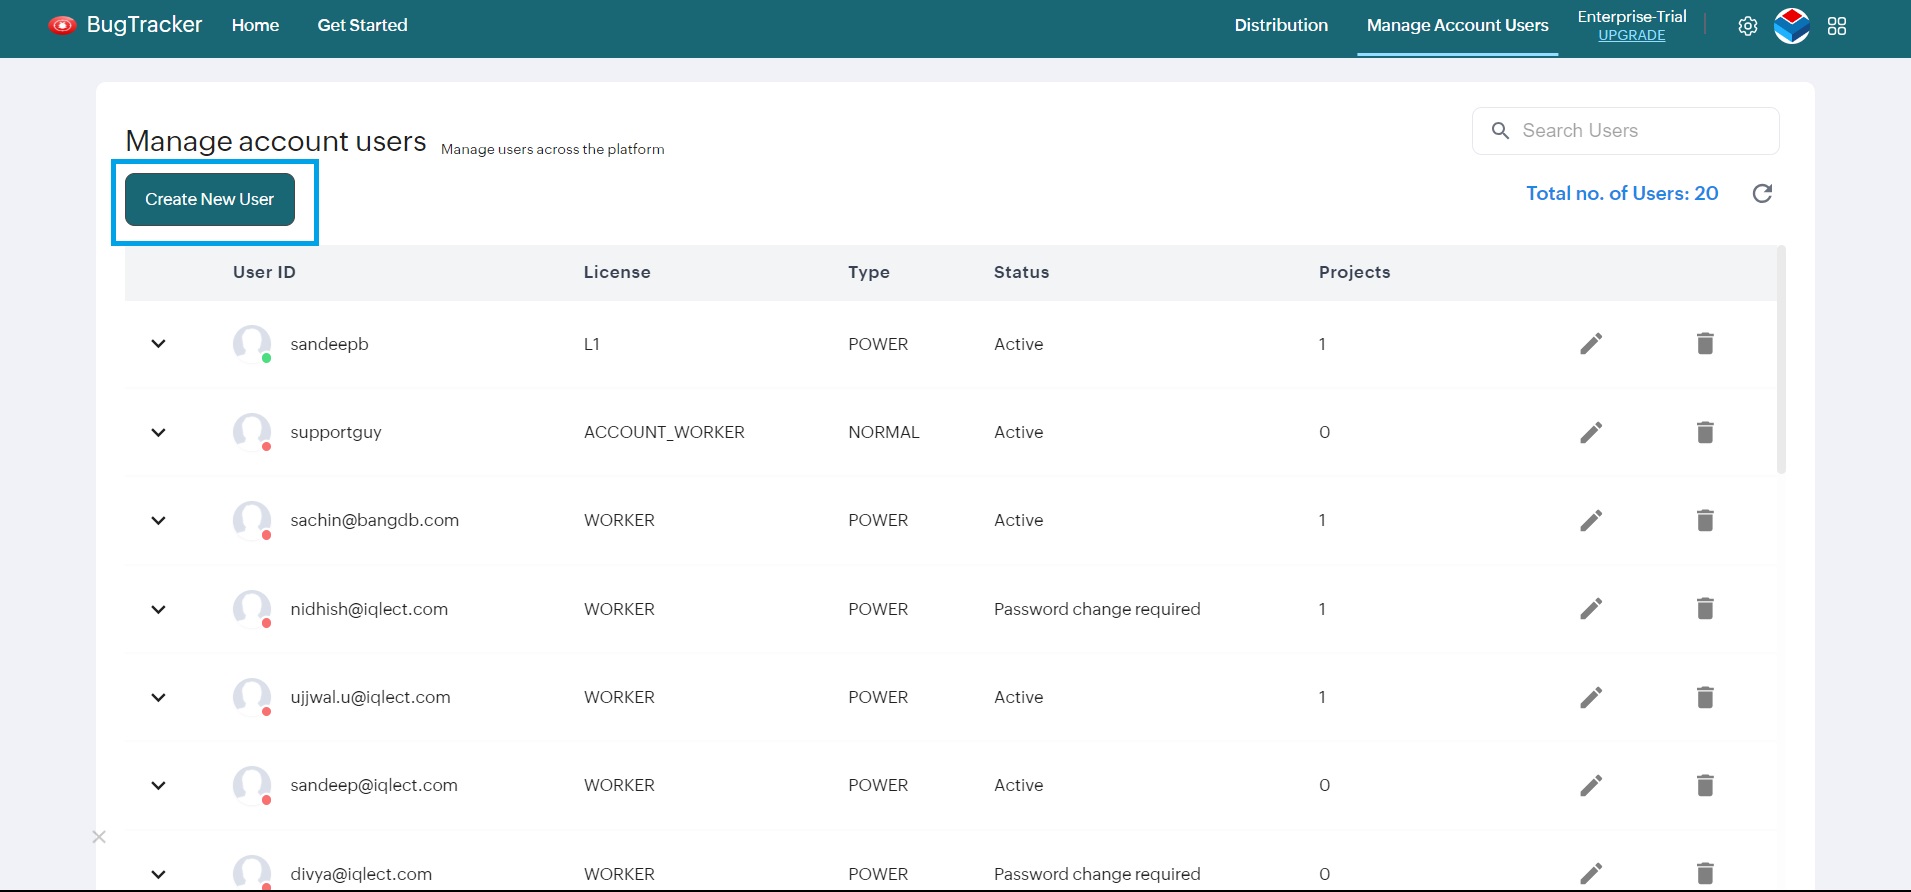 BugTracker Home Get Started Distribution Manage Account Users Enterprise-Trial
UPGRADE
Manage account users Manage users across the platform
Search Users
Create New User
Total no. of Users: 20
User ID License Type Status Projects
sandeepb L1 POWER Active 1
supportguy ACCOUNT_WORKER NORMAL Active 0
sachin@bangdb.com WORKER POWER Active 1
nidhish@iqlect.com WORKER POWER Password change required 1
ujjwal.u@iqlect.com WORKER POWER Active 1
sandeep@iqlect.com WORKER POWER Active 0
divya@iqlect.com WORKER POWER Password change required 0